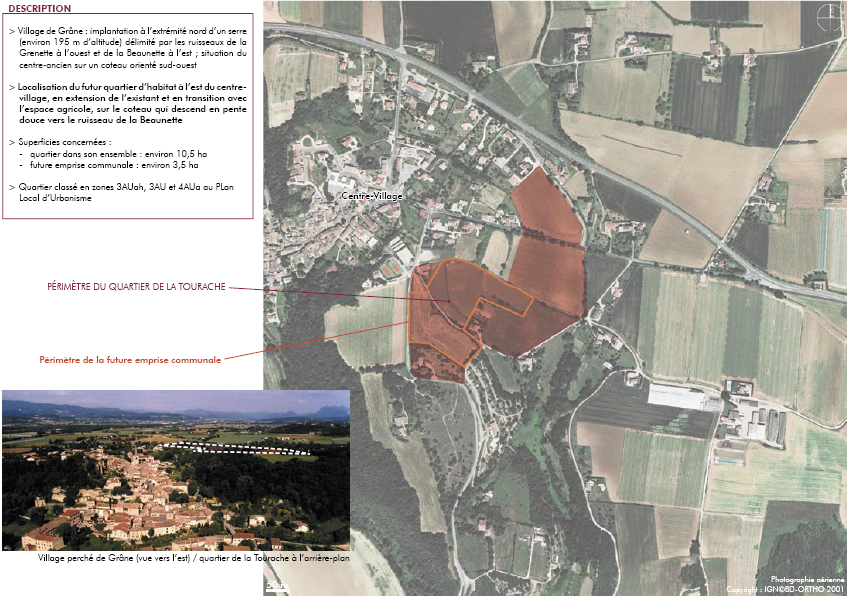 DESCRIPTION
> Village de Grâne : implantation à l'extrémité nord d'un serre
(environ 195 m d'altitude) délimité par les ruisseaux de la
Grenette à l'ouest et de la Beaunette à l'est ; situation du
centre-ancien sur un coteau orienté sud-ouest
> Localisation du futur quartier d'habitat à l'est du centre-
village, en extension de l'existant et en transition avec
l'espace agricole, sur le coteau qui descend en pente
douce vers le ruisseau de la Beaunette
> Superficies concernées :
- quartier dans son ensemble : environ 10,5 ha
- future emprise communale : environ 3,5 ha
> Quartier classé en zones 3AUah, 3AU et 4AUa au PLan
Local d'Urbanisme
Centre-Village
PÉRIMÈTRE DU QUARTIER DE LA TOURACHE
Périmètre de la future emprise communale
Village perché de Grâne (vue vers l'est) / quartier de la Tourache à l'arrière-plan
50 m
Photographie aérienne
Copyright : IGN©BD-ORTHO 2001